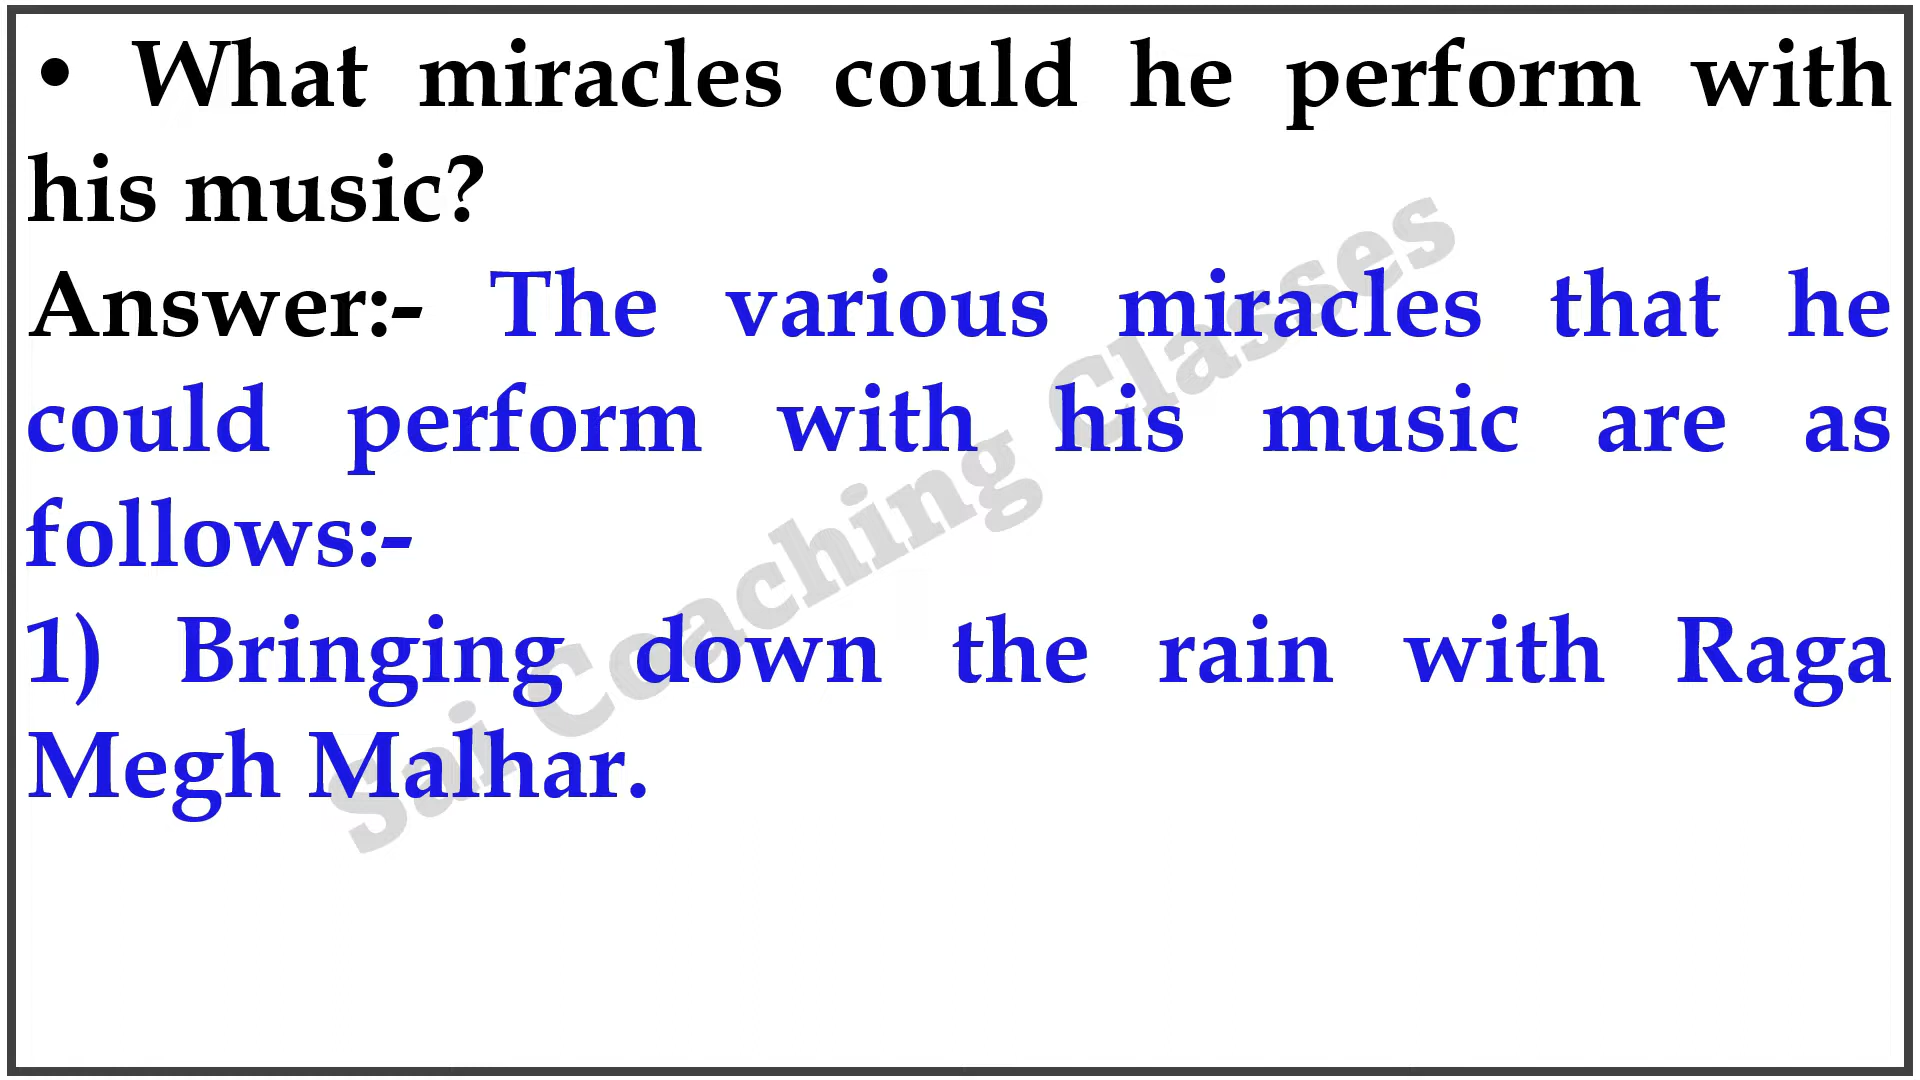 • What miracles could he perform with
his music?
Answer:- The various miracles that he
could perform with his music are as
follows:-
1) Bringing down the rain with Raga
Megh Malhar.
Sai Coaching Classes